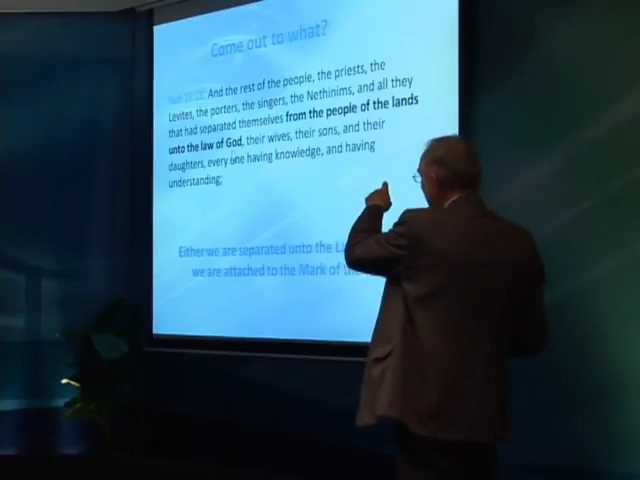 Come out to what?
Neh 10:28 And the rest of the people, the priests, the
Levites, the porters, the singers, the Nethinims, and all they
that had separated themselves from the people of the lands
unto the law of God, their wives, their sons, and their
daughters, every one having knowledge, and having
understanding;
Either we are separated unto the
we are attached to the Mark of